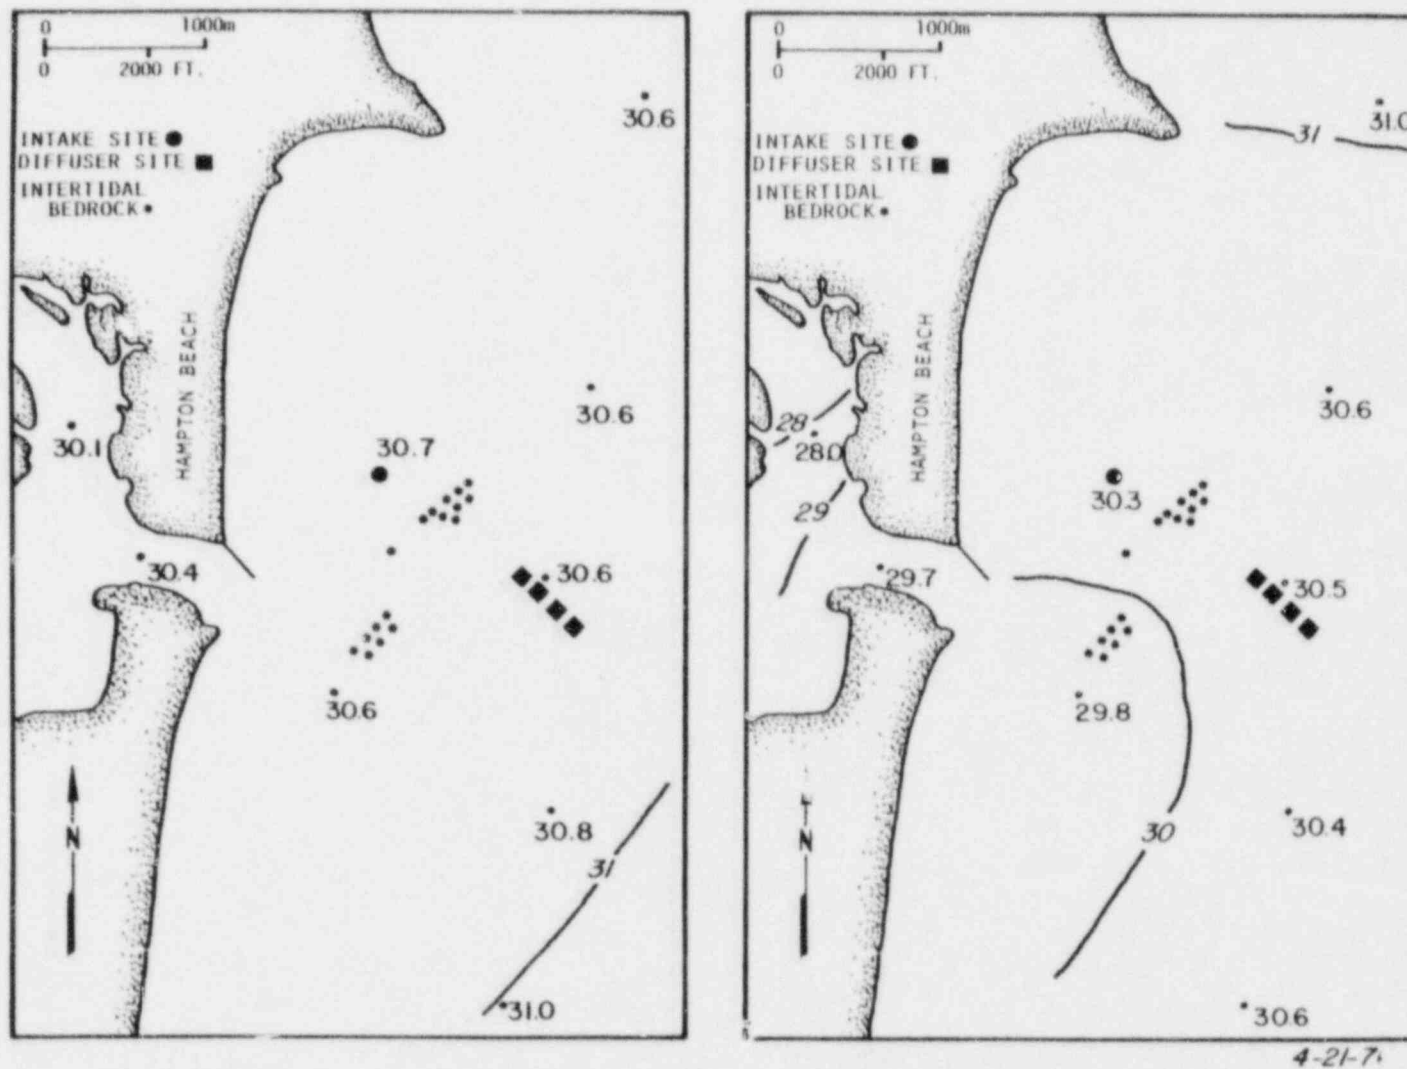 0 1000m
0 2000 FT.
INTAKE SITE
DIFFUSER SITE
INTERTIDAL
BEDROCK
30.6
HAMPTON BEACH
30.6
30.1
30.7
30.4
30.6
30.6
N
30.8
31
31.0
0 1000m
0 2000 FT.
INTAKE SITE
DIFFUSER SITE
INTERTIDAL
BEDROCK
31.0
31
HAMPTON BEACH
30.6
28
28.0
30.3
29
29.7
30.5
29.8
N
30
30.4
30.6